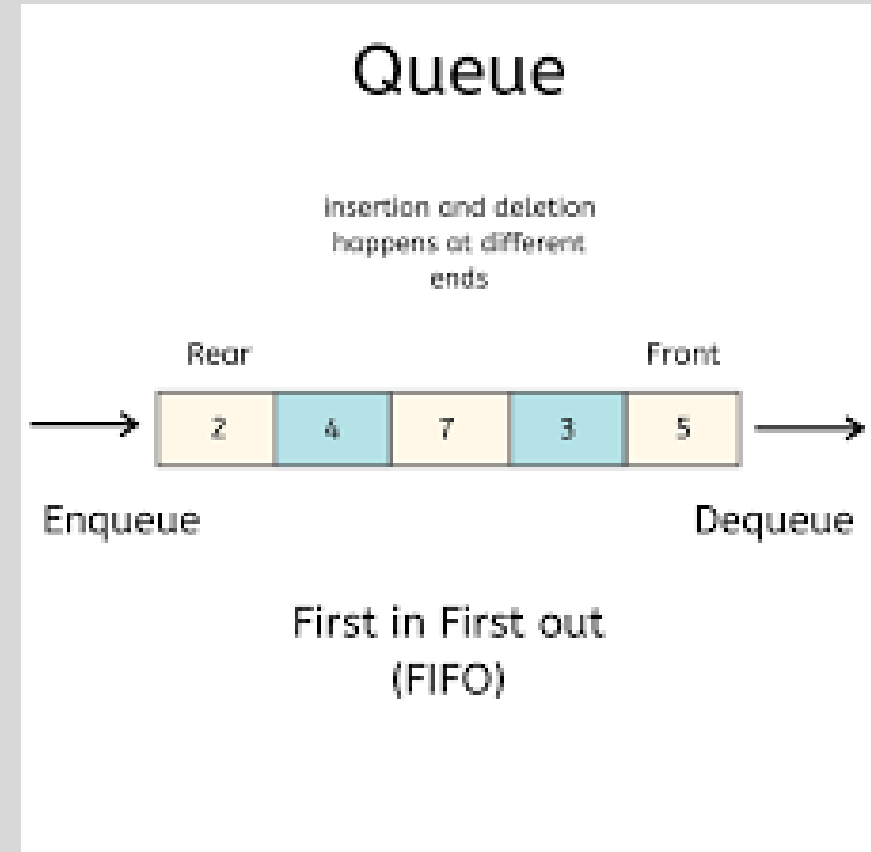 Queue
insertion and deletion
happens at different
ends
Rear Front
2 4 7 3 5
Enqueue Dequeue
First in First out
(FIFO)